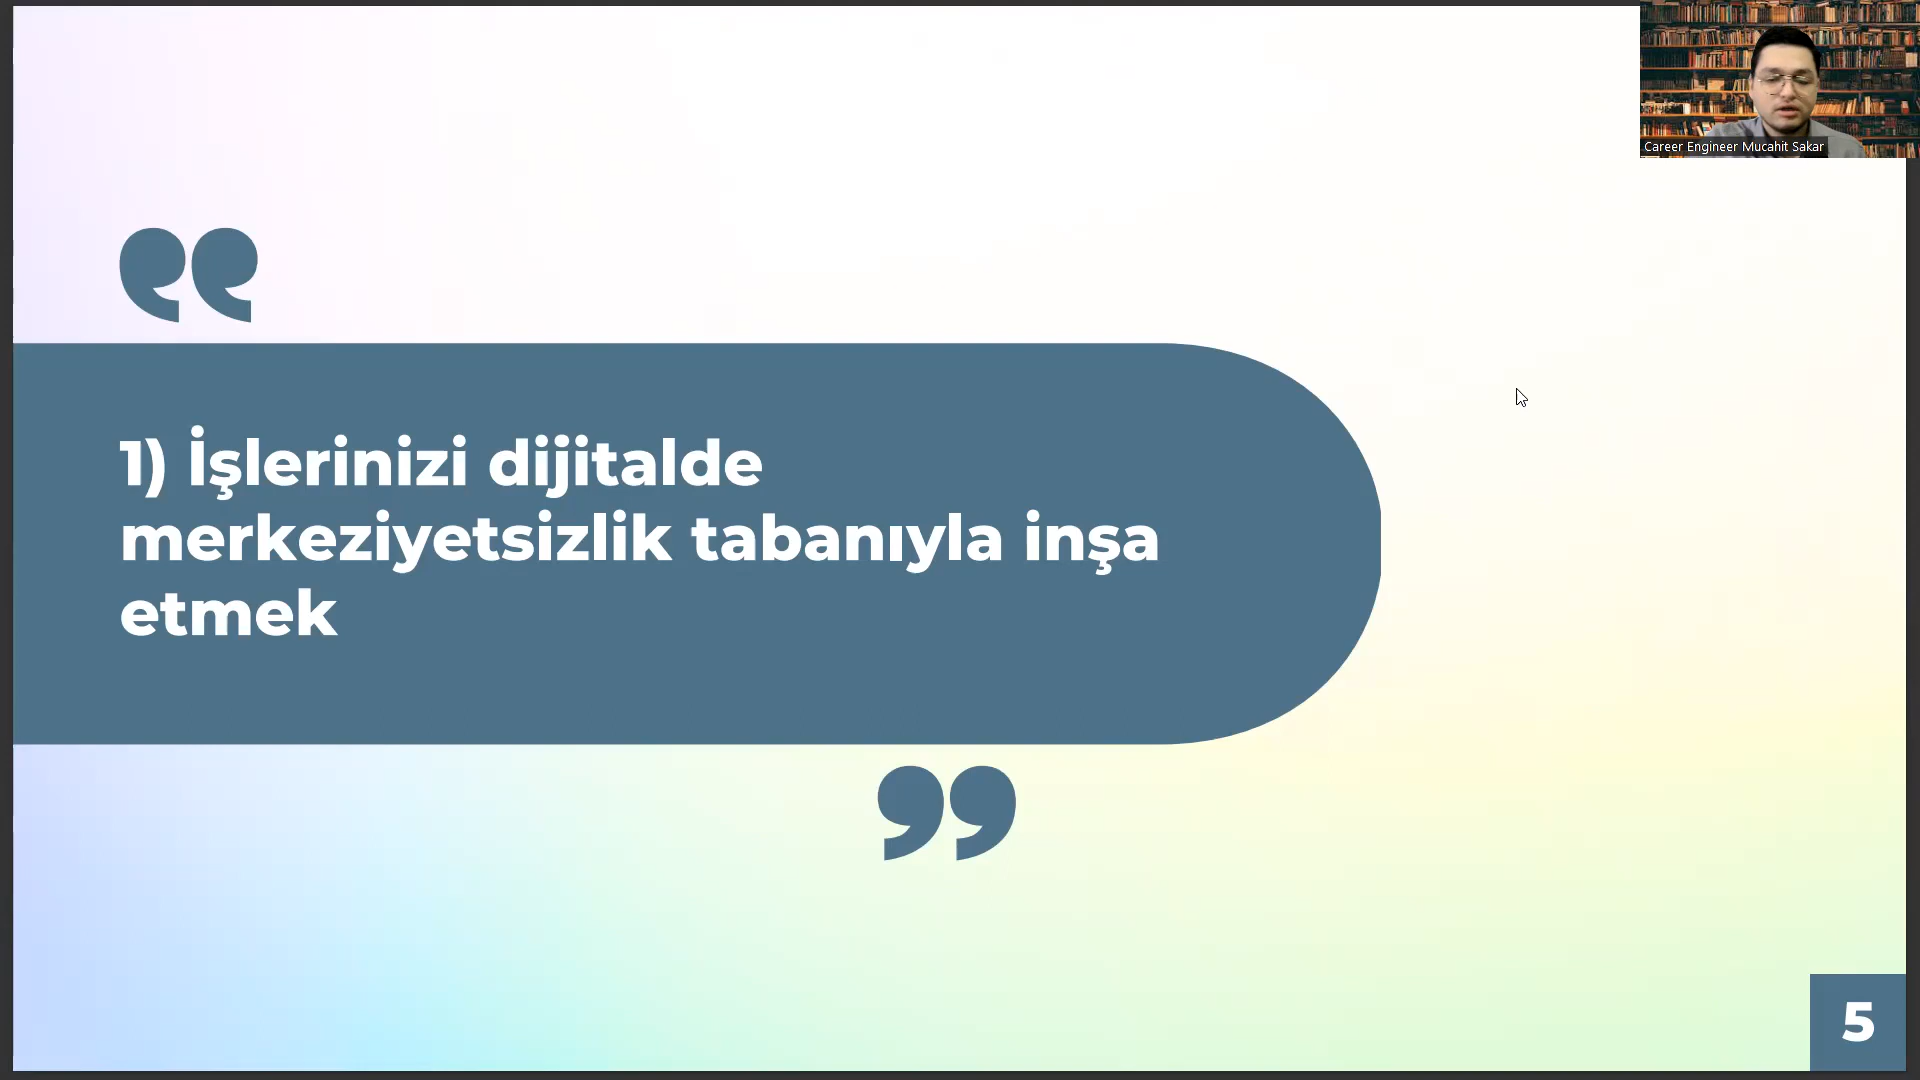 Career Engineer Mucahit Sakar
1) İşlerinizi dijitalde
merkeziyetsizlik tabanıyla inşa
etmek
5